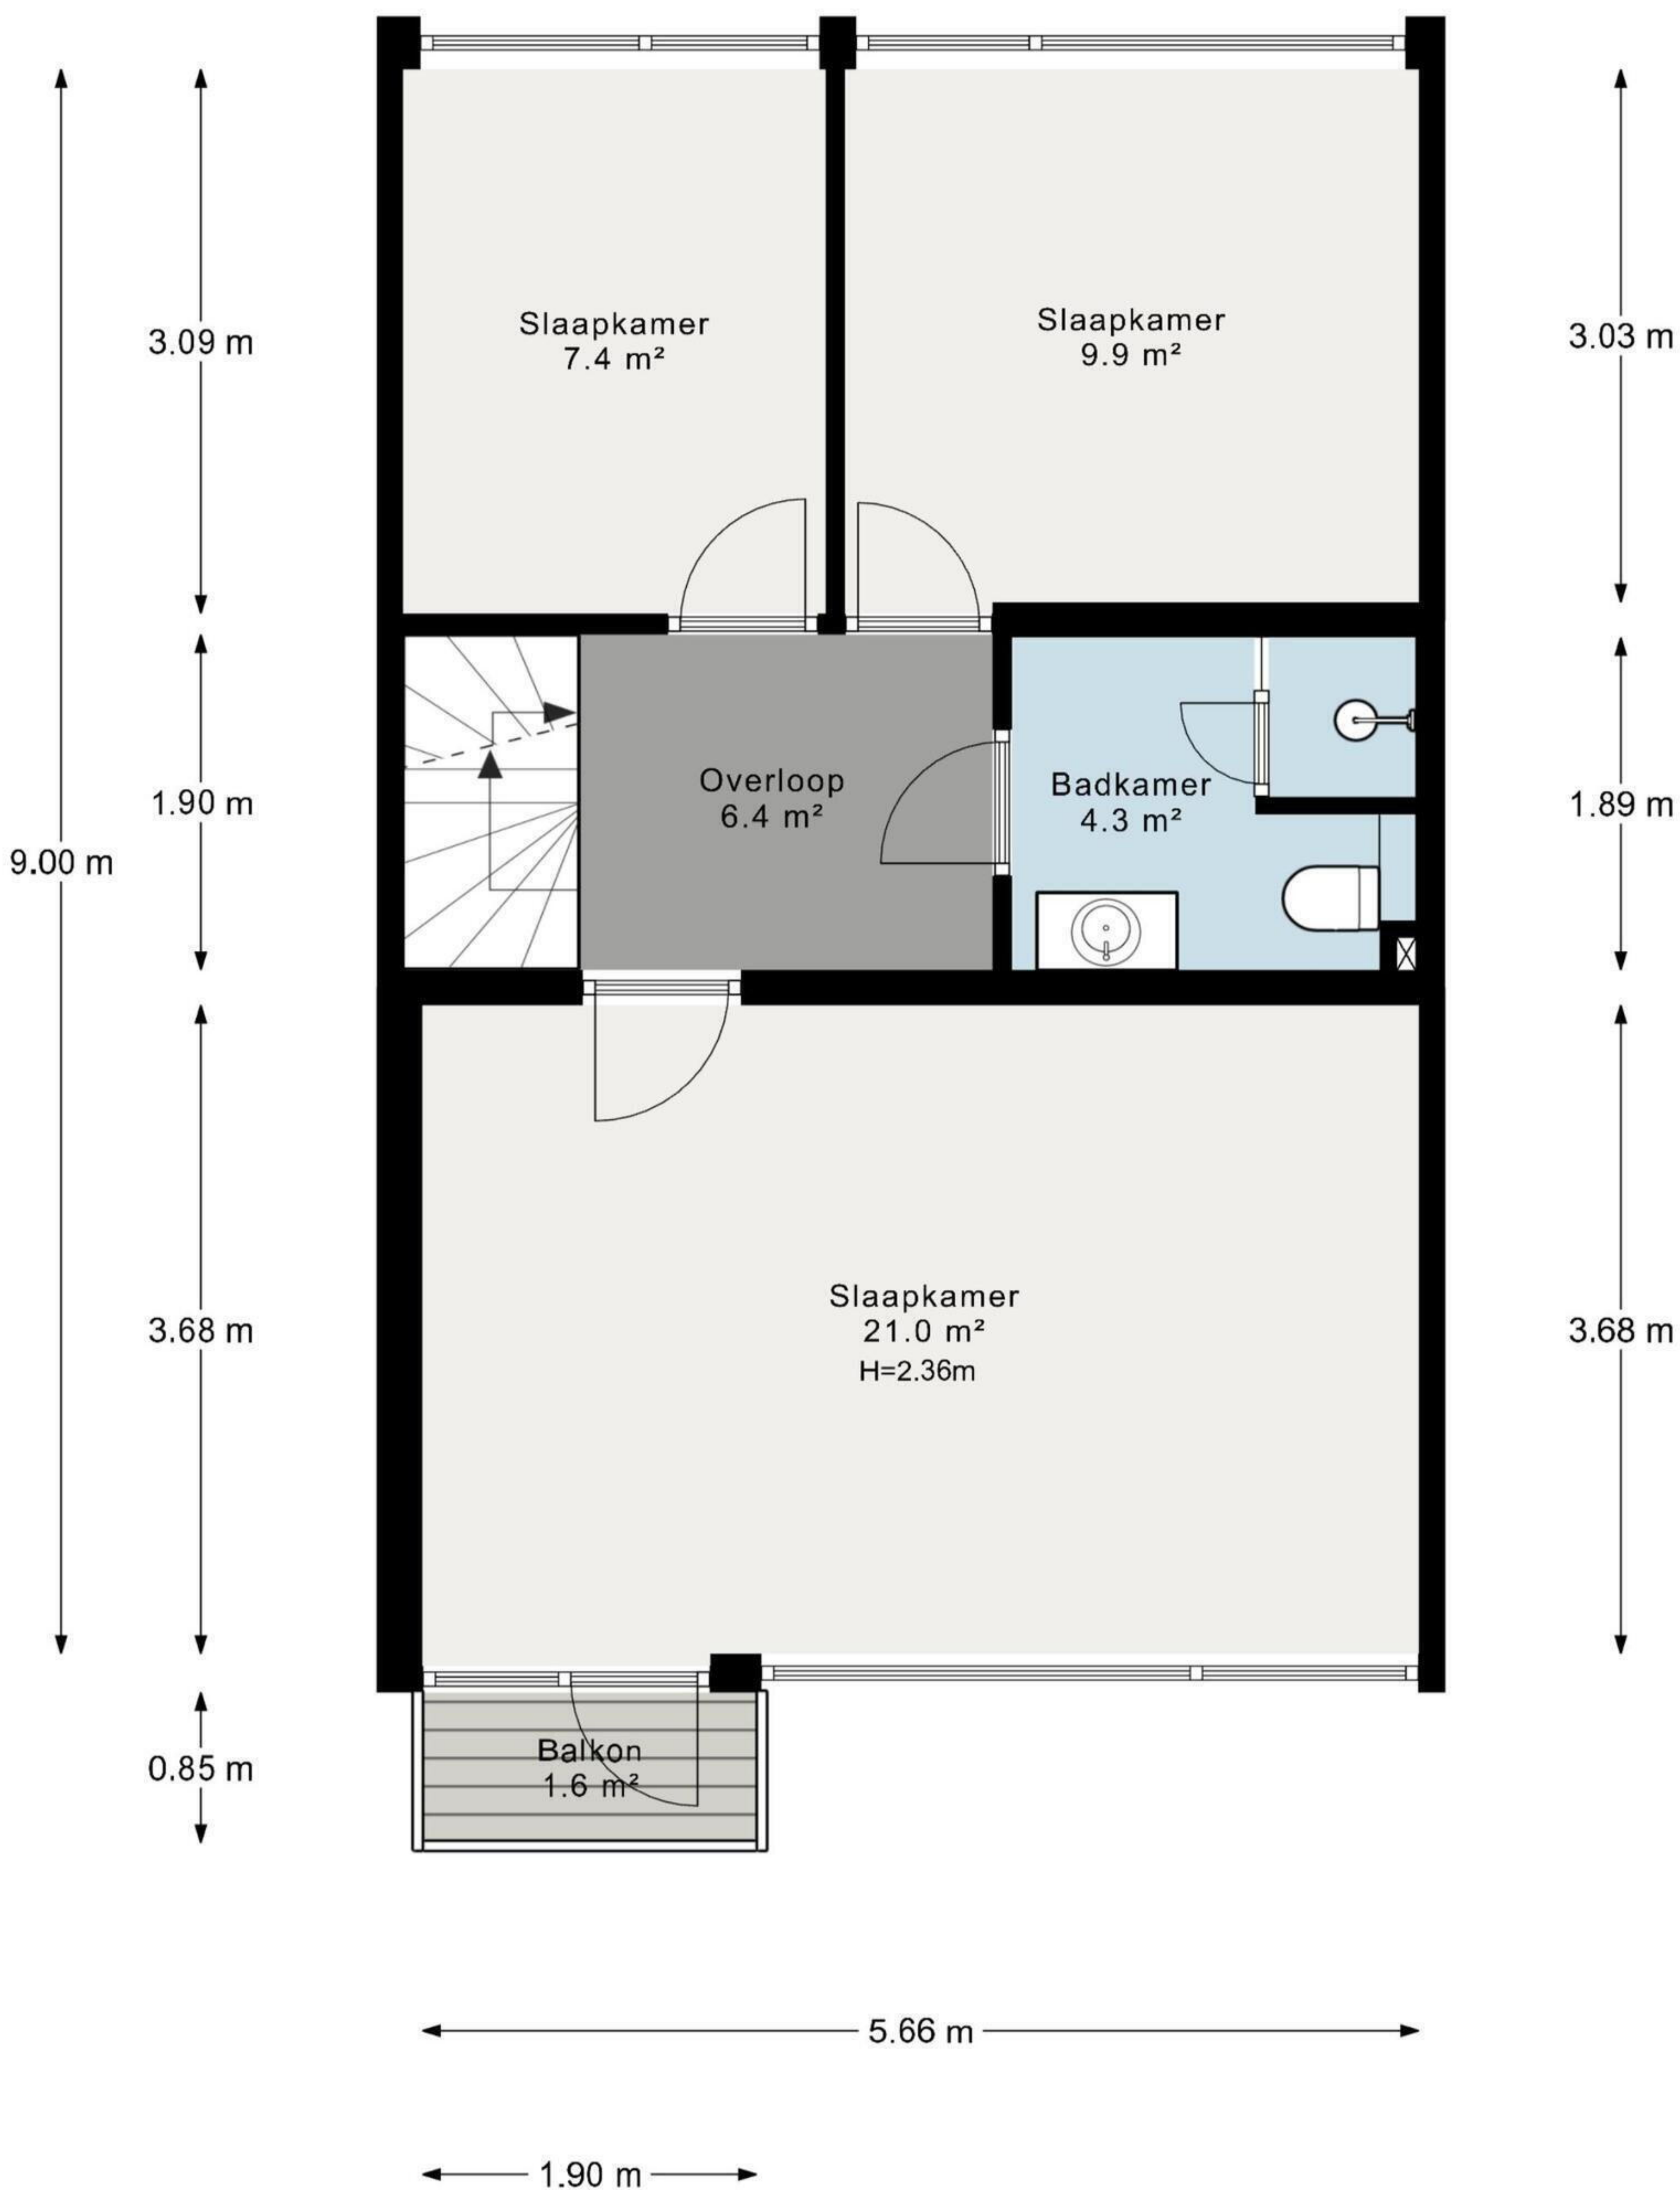 Slaapkamer
7.4 m²
Slaapkamer
9.9 m²
3.09 m
3.03 m
Overloop
6.4 m²
Badkamer
4.3 m²
1.90 m
1.89 m
9.00 m
Slaapkamer
21.0 m²
H=2.36m
3.68 m
3.68 m
Balkon
1.6 m²
0.85 m
5.66 m
1.90 m